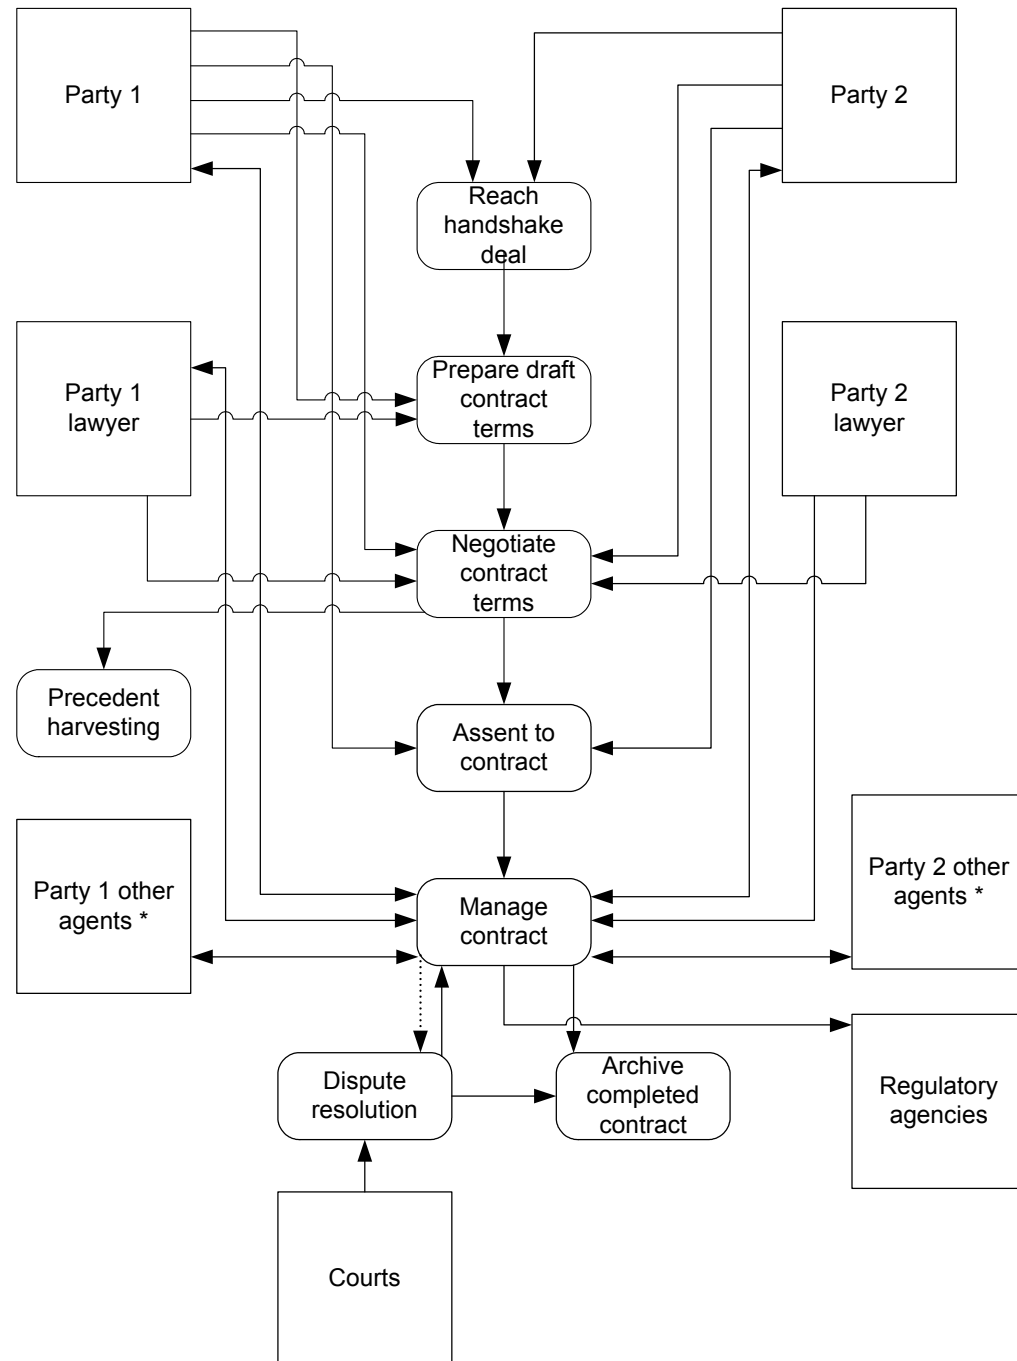 Party 1
Party 2
Reach
handshake
deal
Party 1
lawyer
Prepare draft
contract
terms
Party 2
lawyer
Negotiate
contract
terms
Precedent
harvesting
Assent to
contract
Party 1 other
agents *
Manage
contract
Party 2 other
agents *
Dispute
resolution
Archive
completed
contract
Regulatory
agencies
Courts